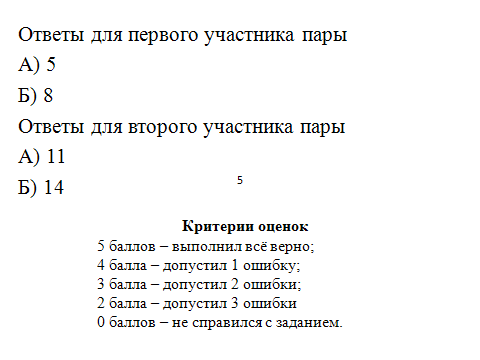 Ответы для первого участника пары
А) 5
Б) 8
Ответы для второго участника пары
А) 11
Б) 14
5
Критерии оценок
5 баллов – выполнил всё верно;
4 балла – допустил 1 ошибку;
3 балла – допустил 2 ошибки;
2 балла – допустил 3 ошибки
0 баллов – не справился с заданием.